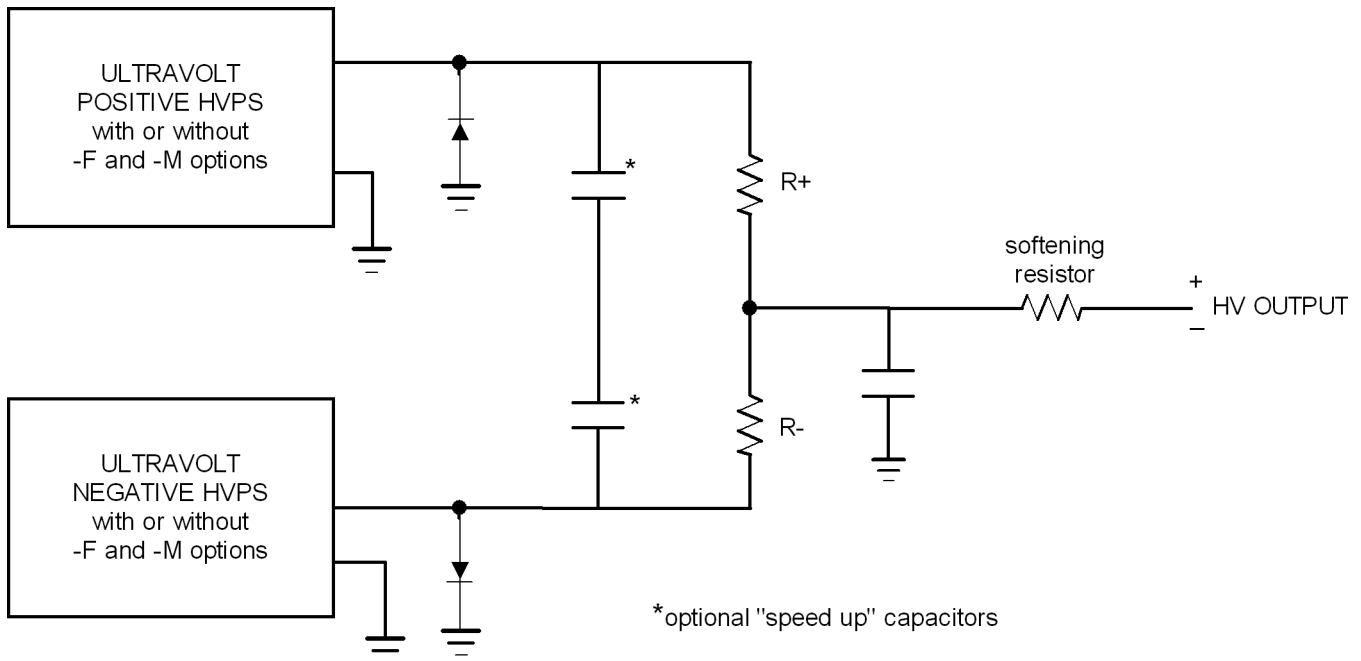 ULTRAVOLT
POSITIVE HVPS
with or without
-F and -M options
*
R+
softening
resistor
+
HV OUTPUT
–
*
R-
ULTRAVOLT
NEGATIVE HVPS
with or without
-F and -M options
*optional "speed up" capacitors